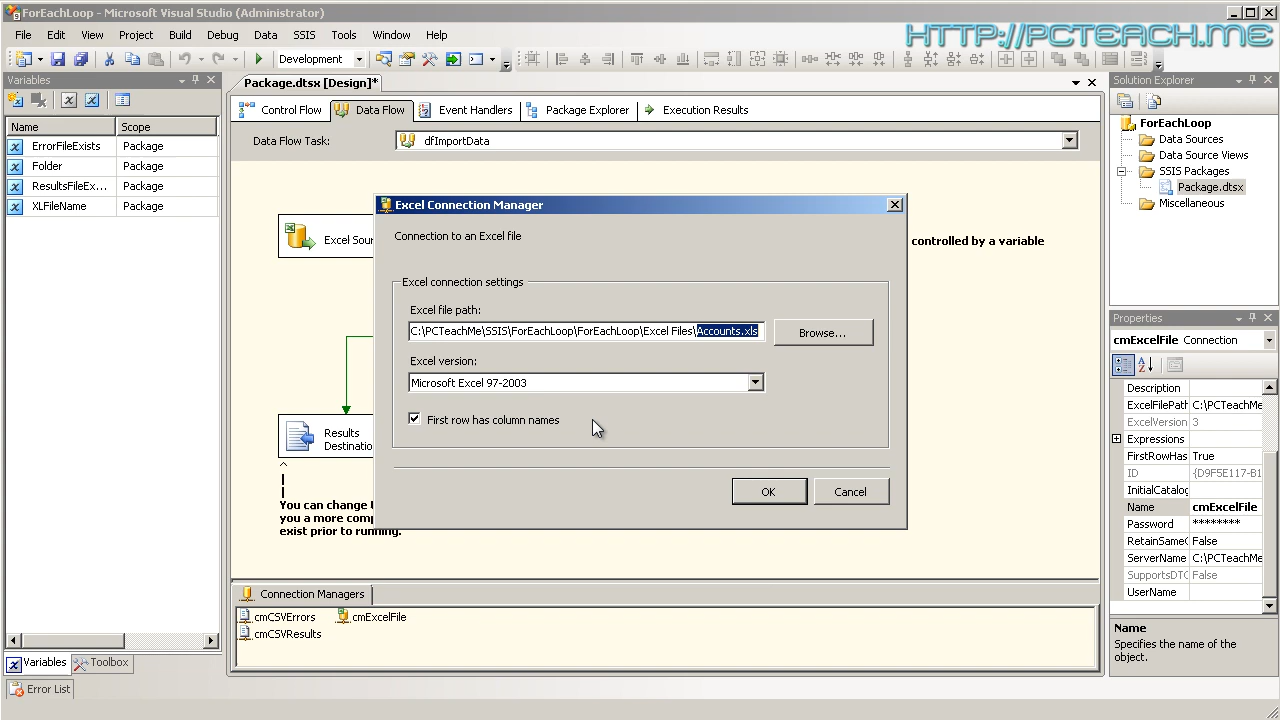 ForEachLoop - Microsoft Visual Studio (Administrator)
HTTP://PCTEACH.ME
File Edit View Project Build Debug Data SSIS Tools Window Help
Development
Variables
Name Scope
ErrorFileExists Package
Folder Package
ResultsFileEx... Package
XLFileName Package
Variables Toolbox
Error List
Package.dtsx [Design]*
Control Flow Data Flow Event Handlers Package Explorer Execution Results
Data Flow Task: dfImportData
Excel Sour
controlled by a variable
Results
Destinatio
^
|
|
You can change t
you a more comp
exist prior to running.
Excel Connection Manager
Connection to an Excel file
Excel connection settings
Excel file path:
C:\PCTeachMe\SSIS\ForEachLoop\ForEachLoop\Excel Files\Accounts.xls
Browse...
Excel version:
Microsoft Excel 97-2003
First row has column names
OK Cancel
Connection Managers
cmCSVErrors cmExcelFile
cmCSVResults
Solution Explorer
ForEachLoop
Data Sources
Data Source Views
SSIS Packages
Package.dtsx
Miscellaneous
Properties
cmExcelFile Connection
Description
ExcelFilePath C:\PCTeachMe
ExcelVersion 3
Expressions
FirstRowHas True
ID {D9F5E117-B1
InitialCatalog
Name cmExcelFile
Password ********
RetainSameC False
ServerName C:\PCTeachMe
SupportsDTC False
UserName
Name
Specifies the name of the
object.